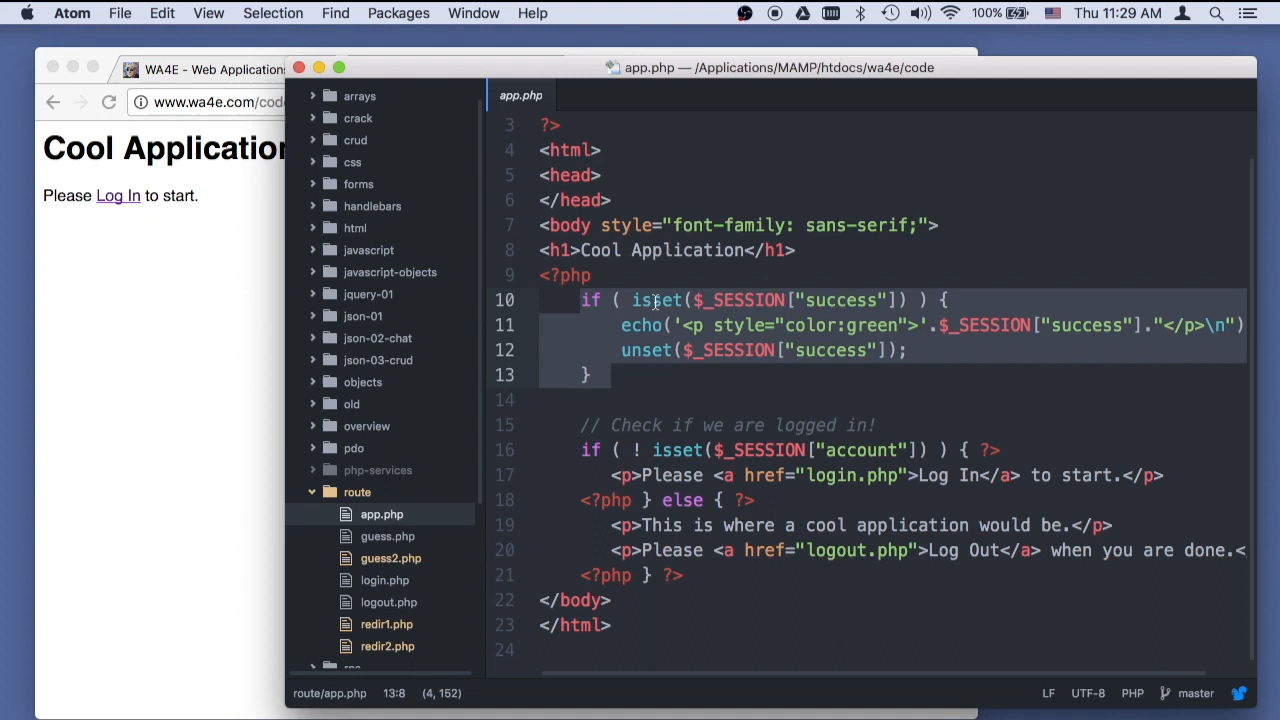 Atom File Edit View Selection Find Packages Window Help 100% Thu 11:29 AM
WA4E - Web Applications
www.wa4e.com/cod
Cool Application
Please Log In to start.
app.php — /Applications/MAMP/htdocs/wa4e/code
arrays
crack
crud
css
forms
handlebars
html
javascript
javascript-objects
jquery-01
json-01
json-02-chat
json-03-crud
objects
old
overview
pdo
php-services
route
app.php
guess.php
guess2.php
login.php
logout.php
redir1.php
redir2.php
app.php
3 ?>
4 <html>
5 <head>
6 </head>
7 <body style="font-family: sans-serif;">
8 <h1>Cool Application</h1>
9 <?php
10 if ( isset($_SESSION["success"]) ) {
11 echo('<p style="color:green">'.$_SESSION["success"]."</p>\n")
12 unset($_SESSION["success"]);
13 }
14
15 // Check if we are logged in!
16 if ( ! isset($_SESSION["account"]) ) { ?>
17 <p>Please <a href="login.php">Log In</a> to start.</p>
18 <?php } else { ?>
19 <p>This is where a cool application would be.</p>
20 <p>Please <a href="logout.php">Log Out</a> when you are done.<
21 <?php } ?>
22 </body>
23 </html>
24
route/app.php 13:8 (4, 152) LF UTF-8 PHP master